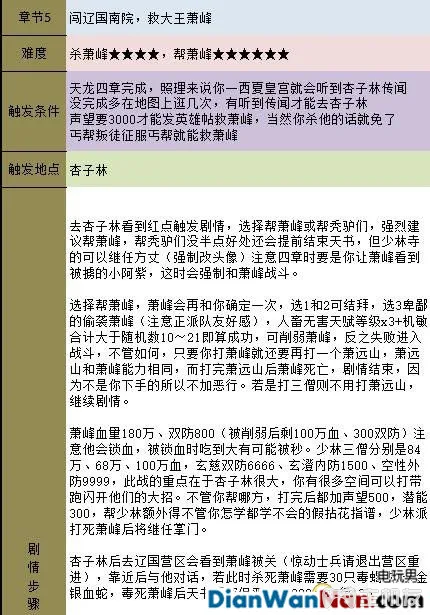 章节5
闯辽国南院，救大王萧峰
难度
杀萧峰★★★★，帮萧峰★★★★★★
触发条件
天龙四章完成，照理来说你一西夏皇宫就会听到杏子林传闻
没完成多在地图上逛几次，有听到传闻才能去杏子林
声望要3000才能发英雄帖救萧峰，当然你杀他的话就免了
丐帮叛徒征服丐帮就能救萧峰
触发地点
杏子林
去杏子林看到红点触发剧情，选择帮萧峰或帮秃驴们，强烈建
议帮萧峰，帮秃驴们没半点好处还会提前结束天书，但少林寺
的可以继任方丈（强制改头像）注意四章时要是你让萧峰看到
被掳的小阿紫，这时会强制和萧峰战斗。
选择帮萧峰，萧峰会再和你确定一次，选1和2可结拜，选3卑鄙
的偷袭萧峰（注意正派队友好感），人畜无害天赋等级x3+机敏
合计大于随机数10～21即算成功，可削弱萧峰，反之失败进入
战斗，不管如何，只要你打萧峰就还要再打一个萧远山，萧远
山和萧峰能力相同，而打完萧远山后萧峰死亡，剧情结束，因
为不是你下手的所以不加恶行。若是打三僧则不用打萧远山，
继续剧情。
萧峰血量180万、双防800（被削弱后剩100万血、300双防）注
意他会锁血，被锁血时吃到大有可能被秒。少林三僧分别是84
万、68万、100万血，玄慈双防6666、玄澄内防1500、空性外
防9999，此战的重点在于杏子林很大，你有很多空间可以打带
跑闪开他们的大招。不管你帮哪方，打完后都加声望500，潜能
300，帮少林额外得不管你怎学都学不会的假拈花指谱，少林派
打死萧峰后将继任掌门。
剧情步骤
杏子林后去辽国营区会看到萧峰被关（惊动士兵请退出营区重
进），靠近后与他对话，若此时杀死萧峰需要30只毒
银血蛇，毒死萧峰后
电玩男
DianWanNan.com